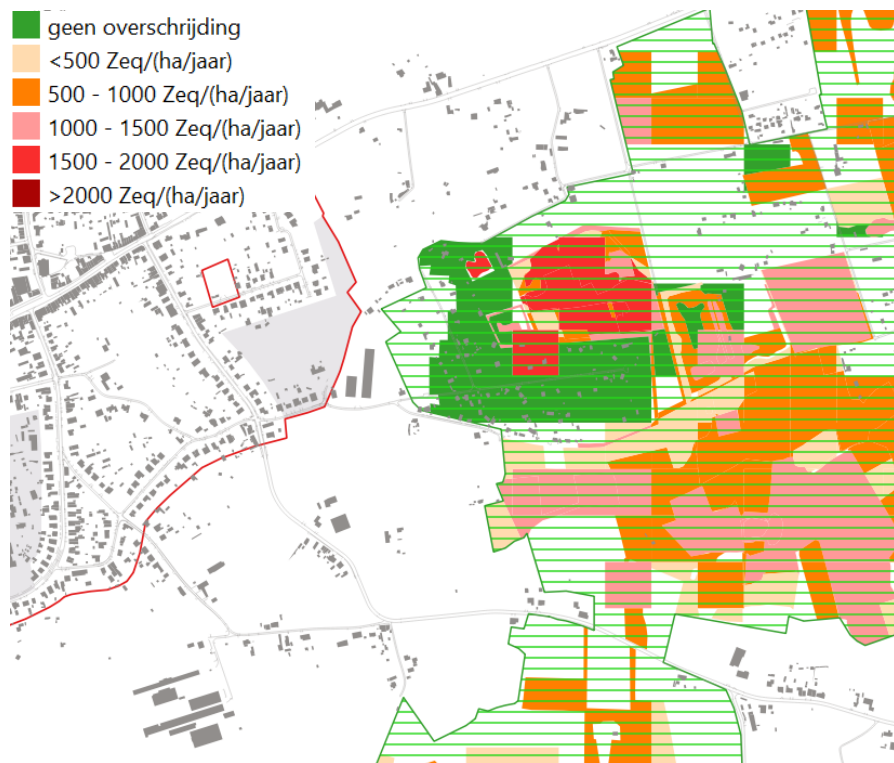 geen overschrijding
<500 Zeq/(ha/jaar)
500 - 1000 Zeq/(ha/jaar)
1000 - 1500 Zeq/(ha/jaar)
1500 - 2000 Zeq/(ha/jaar)
>2000 Zeq/(ha/jaar)